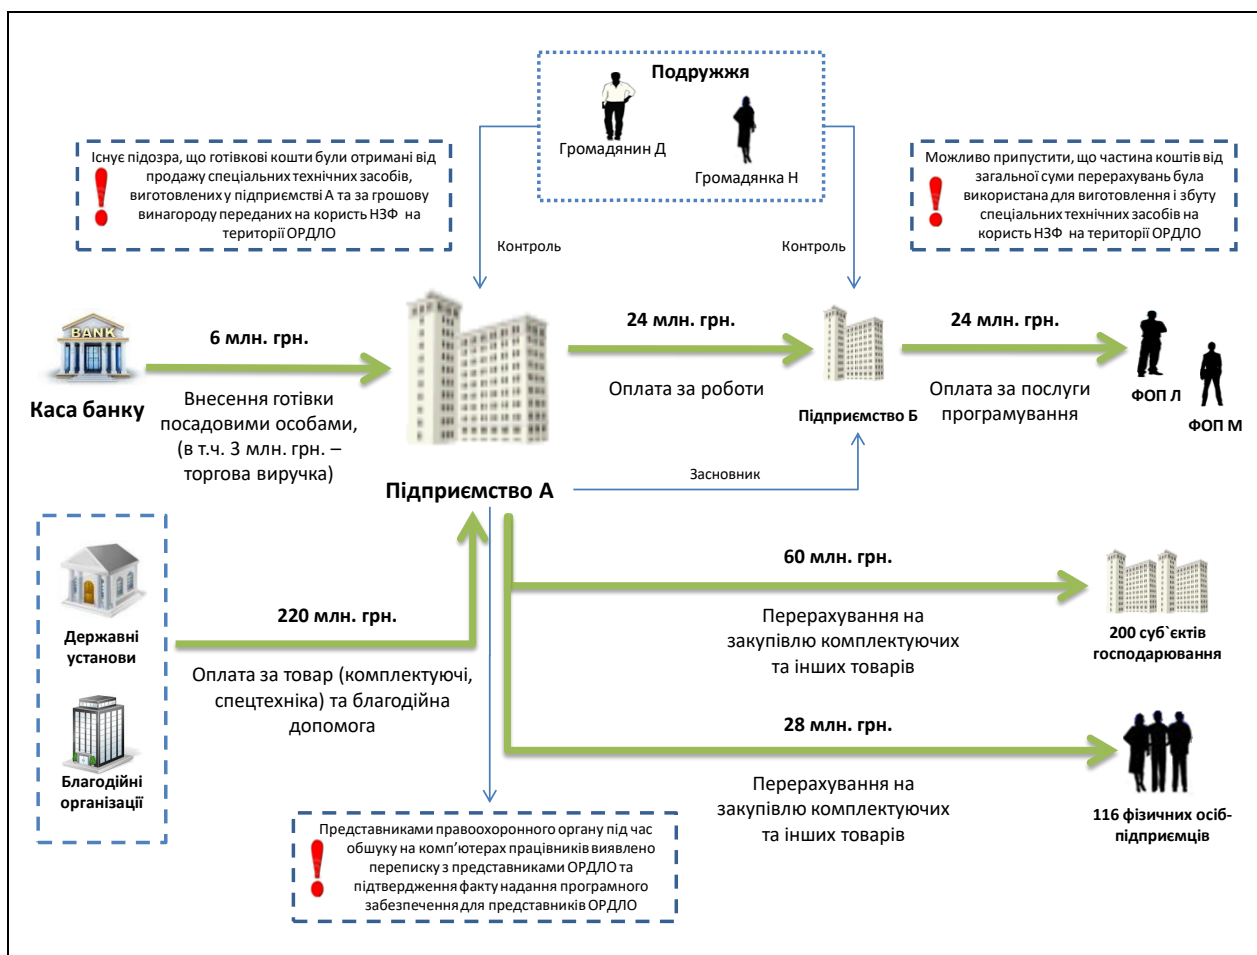 Подружжя
Громадянин Д
Громадянка Н
Існує підозра, що готівкові кошти були отримані від
продажу спеціальних технічних засобів,
виготовлених у підприємстві А та за грошову
винагороду переданих на користь НЗФ на
території ОРДЛО
Можливо припустити, що частина коштів від
загальної суми перерахувань була
використана для виготовлення і збуту
спеціальних технічних засобів на
користь НЗФ на території ОРДЛО
Контроль
Контроль
BANK
Каса банку
6 млн. грн.
Внесення готівки
посадовими особами,
(в т.ч. 3 млн. грн. –
торгова виручка)
24 млн. грн.
Оплата за роботи
Підприємство Б
24 млн. грн.
Оплата за послуги
програмування
ФОП Л
ФОП М
Засновник
Підприємство А
Державні
установи
Благодійні
організації
220 млн. грн.
Оплата за товар (комплектуючі,
спецтехніка) та благодійна
допомога
60 млн. грн.
Перерахування на
закупівлю комплектуючих
та інших товарів
200 суб`єктів
господарювання
28 млн. грн.
Перерахування на
закупівлю комплектуючих
та інших товарів
116 фізичних осіб-
підприємців
Представниками правоохоронного органу під час
обшуку на комп’ютерах працівників виявлено
переписку з представниками ОРДЛО та
підтвердження факту надання програмного
забезпечення для представників ОРДЛО